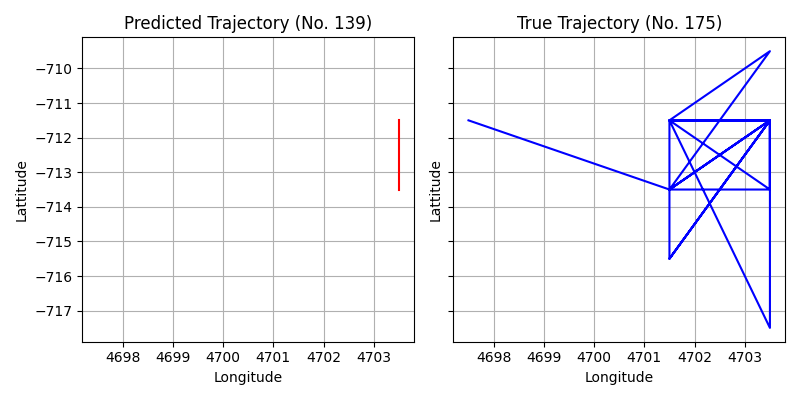 Predicted Trajectory (No. 139)
True Trajectory (No. 175)
Lattitude
−710
−711
−712
−713
−714
−715
−716
−717
4698 4699 4700 4701 4702 4703
Longitude
Lattitude
4698 4699 4700 4701 4702 4703
Longitude